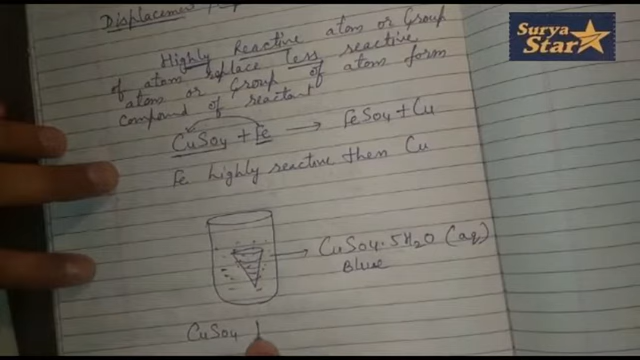 Displacement
Surya
Star
Highly Reactive atom or Group
of atom replace less reactive
atom or Group of atom form
compound of reactant
CuSo4 + Fe → FeSo4 + Cu
Fe highly reactive then Cu
CuSo4·5H2O (aq)
Blue
CuSo4